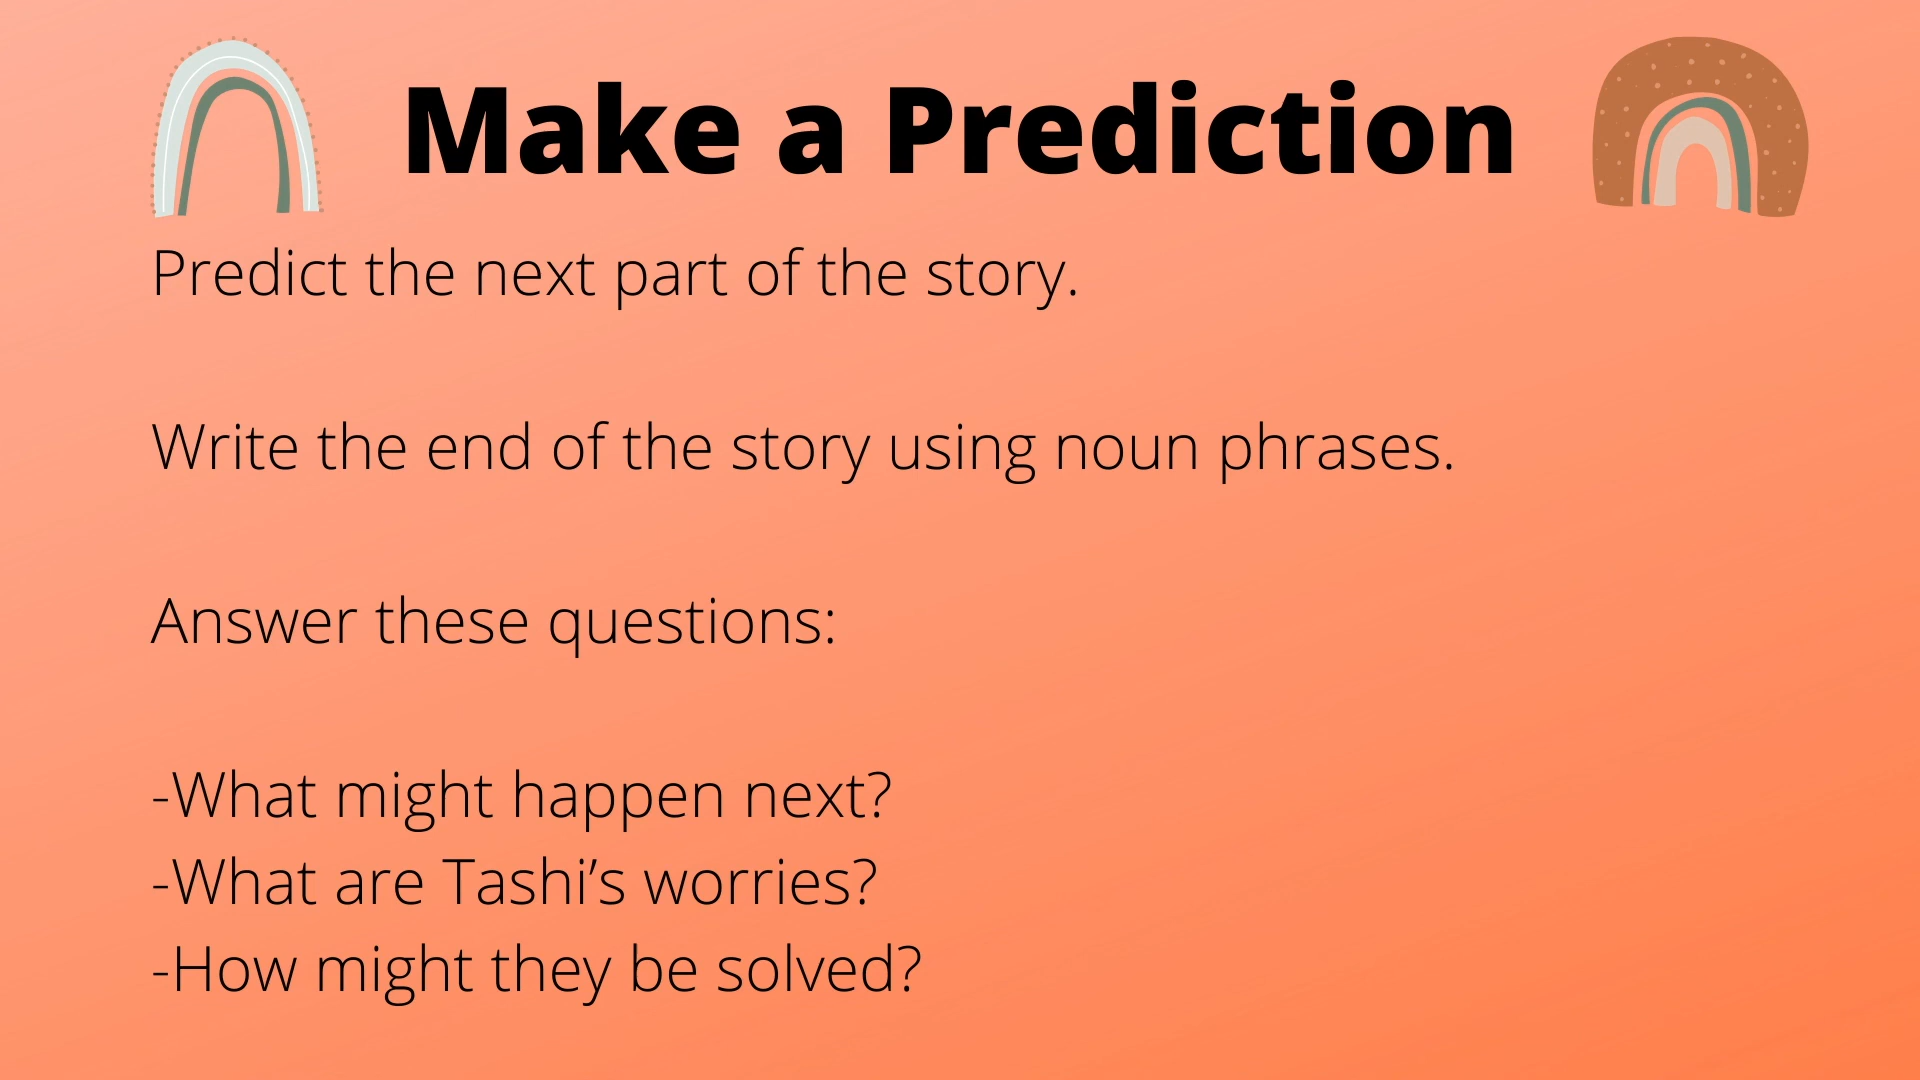 Make a Prediction
Predict the next part of the story.
Write the end of the story using noun phrases.
Answer these questions:
-What might happen next?
-What are Tashi’s worries?
-How might they be solved?